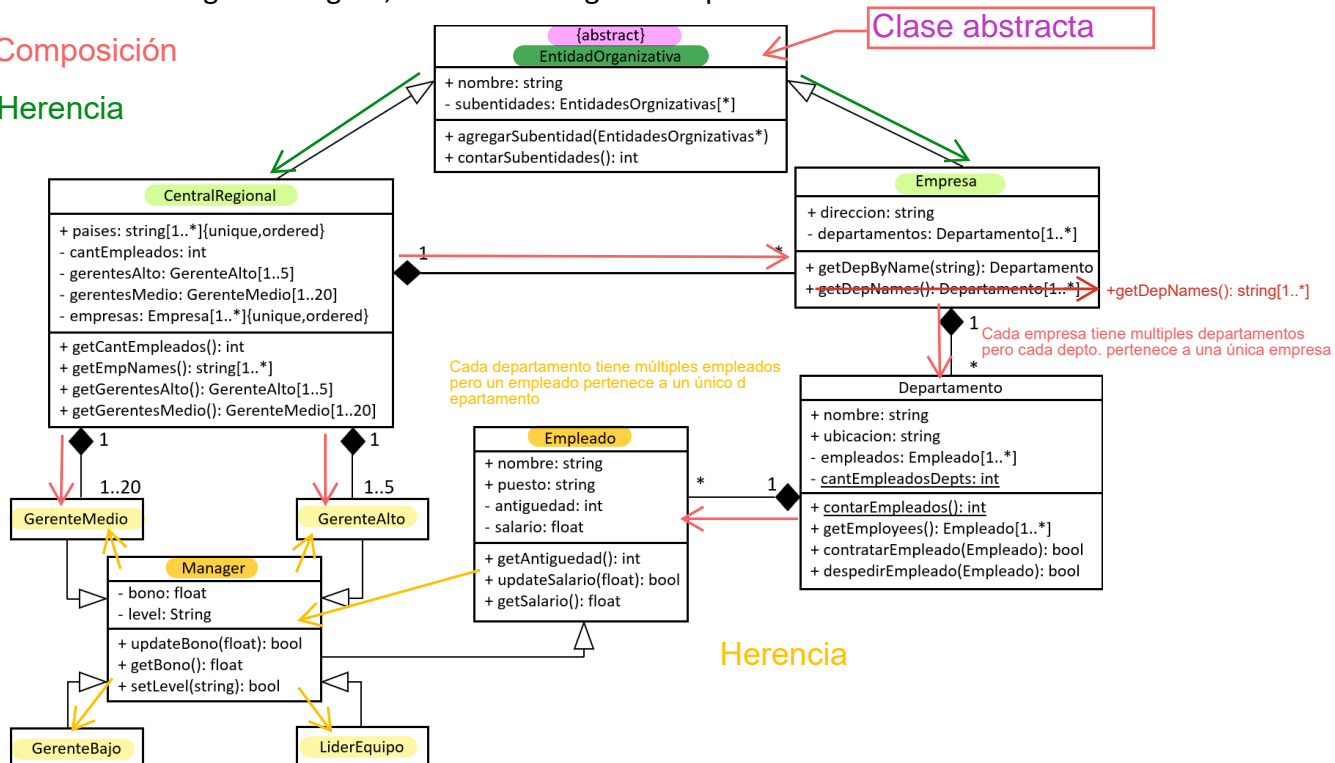 Clase abstracta
Composición
Herencia
{abstract}
EntidadOrganizativa
+ nombre: string
- subentidades: EntidadesOrgnizativas[*]
+ agregarSubentidad(EntidadesOrgnizativas*)
+ contarSubentidades(): int
CentralRegional
+ paises: string[1..*]{unique,ordered}
- cantEmpleados: int
- gerentesAlto: GerenteAlto[1..5]
- gerentesMedio: GerenteMedio[1..20]
- empresas: Empresa[1..*]{unique,ordered}
+ getCantEmpleados(): int
+ getEmpNames(): string[1..*]
+ getGerentesAlto(): GerenteAlto[1..5]
+ getGerentesMedio(): GerenteMedio[1..20]
1
*
Empresa
+ direccion: string
- departamentos: Departamento[1..*]
+ getDepByName(string): Departamento
+ getDepNames(): Departamento[1..*]
+getDepNames(): string[1..*]
1
Cada empresa tiene multiples departamentos
pero cada depto. pertenece a una única empresa
*
Departamento
+ nombre: string
+ ubicacion: string
- empleados: Empleado[1..*]
- cantEmpleadosDepts: int
+ contarEmpleados(): int
+ getEmployees(): Empleado[1..*]
+ contratarEmpleado(Empleado): bool
+ despedirEmpleado(Empleado): bool
Cada departamento tiene múltiples empleados
pero un empleado pertenece a un único d
epartamento
* 1
Empleado
+ nombre: string
+ puesto: string
- antiguedad: int
- salario: float
+ getAntiguedad(): int
+ updateSalario(float): bool
+ getSalario(): float
Herencia
1
1
1..20
1..5
GerenteMedio
GerenteAlto
Manager
- bono: float
- level: String
+ updateBono(float): bool
+ getBono(): float
+ setLevel(string): bool
GerenteBajo
LiderEquipo